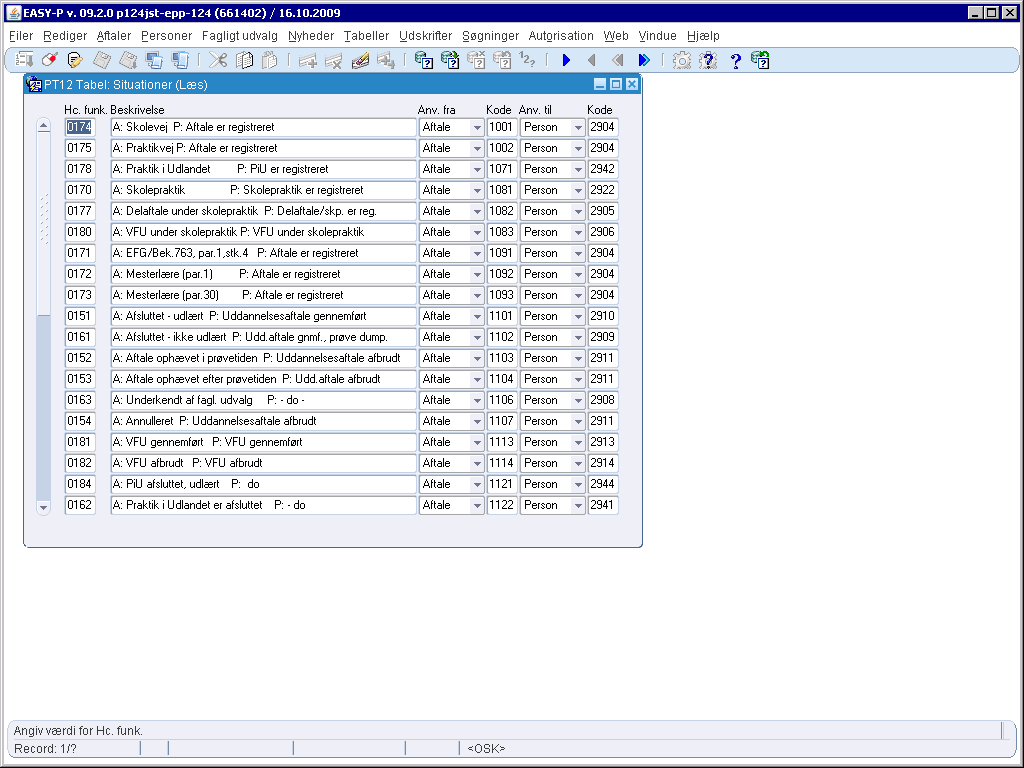 EASY-P v. 09.2.0 p124jst-epp-124 (661402) / 16.10.2009
Filer Rediger Aftaler Personer Fagligt udvalg Nyheder Tabeller Udskrifter Søgninger Autorisation Web Vindue Hjælp
PT12 Tabel: Situationer (Læs)
Hc. funk. Beskrivelse Anv. fra Kode Anv. til Kode
0174 A: Skolevej P: Aftale er registreret Aftale 1001 Person 2904
0175 A: Praktikvej P: Aftale er registreret Aftale 1002 Person 2904
0178 A: Praktik i Udlandet P: PiU er registreret Aftale 1071 Person 2942
0170 A: Skolepraktik P: Skolepraktik er registreret Aftale 1081 Person 2922
0177 A: Delaftale under skolepraktik P: Delaftale/skp. er reg. Aftale 1082 Person 2905
0180 A: VFU under skolepraktik P: VFU under skolepraktik Aftale 1083 Person 2906
0171 A: EFG/Bek.763, par.1,stk.4 P: Aftale er registreret Aftale 1091 Person 2904
0172 A: Mesterlære (par.1) P: Aftale er registreret Aftale 1092 Person 2904
0173 A: Mesterlære (par.30) P: Aftale er registreret Aftale 1093 Person 2904
0151 A: Afsluttet - udlært P: Uddannelsesaftale gennemført Aftale 1101 Person 2910
0161 A: Afsluttet - ikke udlært P: Udd.aftale gnmf., prøve dump. Aftale 1102 Person 2909
0152 A: Aftale ophævet i prøvetiden P: Uddannelsesaftale afbrudt Aftale 1103 Person 2911
0153 A: Aftale ophævet efter prøvetiden P: Udd.aftale afbrudt Aftale 1104 Person 2911
0163 A: Underkendt af fagl. udvalg P: - do - Aftale 1106 Person 2908
0154 A: Annulleret P: Uddannelsesaftale afbrudt Aftale 1107 Person 2911
0181 A: VFU gennemført P: VFU gennemført Aftale 1113 Person 2913
0182 A: VFU afbrudt P: VFU afbrudt Aftale 1114 Person 2914
0184 A: PiU afsluttet, udlært P: do Aftale 1121 Person 2944
0162 A: Praktik i Udlandet er afsluttet P: - do Aftale 1122 Person 2941
Angiv værdi for Hc. funk.
Record: 1/? <OSK>